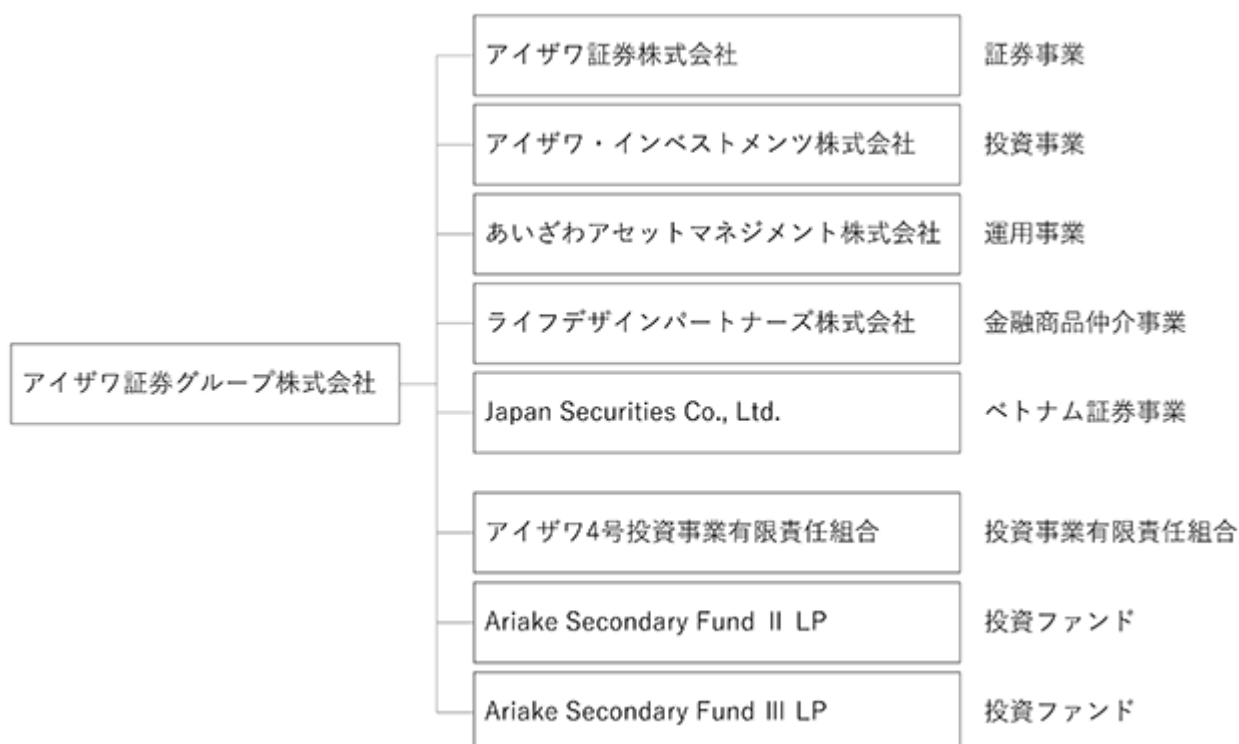 アイザワ証券株式会社 証券事業
アイザワ・インベストメンツ株式会社 投資事業
あいざわアセットマネジメント株式会社 運用事業
ライフデザインパートナーズ株式会社 金融商品仲介事業
アイザワ証券グループ株式会社
Japan Securities Co., Ltd. ベトナム証券事業
アイザワ4号投資事業有限責任組合 投資事業有限責任組合
Ariake Secondary Fund Ⅱ LP 投資ファンド
Ariake Secondary Fund Ⅲ LP 投資ファンド